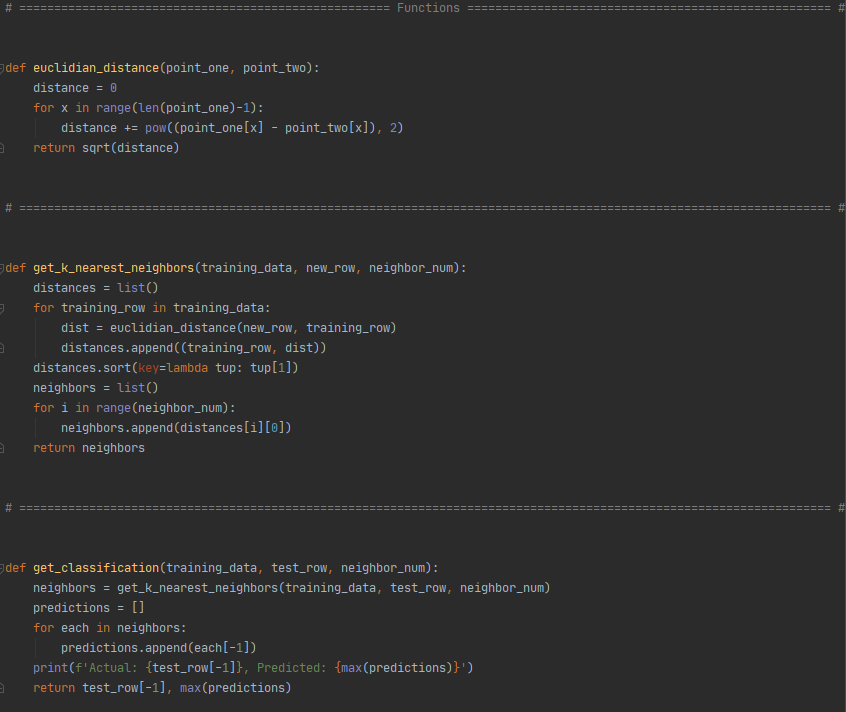 # ===================================================== Functions ==================================================== #
def euclidian_distance(point_one, point_two):
    distance = 0
    for x in range(len(point_one)-1):
        distance += pow((point_one[x] - point_two[x]), 2)
    return sqrt(distance)
# ==================================================================================================================== #
def get_k_nearest_neighbors(training_data, new_row, neighbor_num):
    distances = list()
    for training_row in training_data:
        dist = euclidian_distance(new_row, training_row)
        distances.append((training_row, dist))
    distances.sort(key=lambda tup: tup[1])
    neighbors = list()
    for i in range(neighbor_num):
        neighbors.append(distances[i][0])
    return neighbors
# ==================================================================================================================== #
def get_classification(training_data, test_row, neighbor_num):
    neighbors = get_k_nearest_neighbors(training_data, test_row, neighbor_num)
    predictions = []
    for each in neighbors:
        predictions.append(each[-1])
    print(f'Actual: {test_row[-1]}, Predicted: {max(predictions)}')
    return test_row[-1], max(predictions)